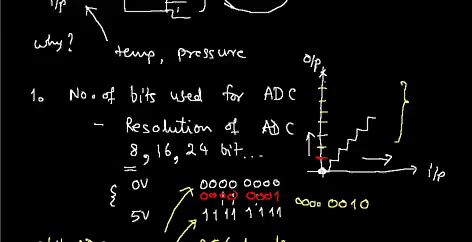 i/p
why?
temp, pressure
o/p
1. No. of bits used for ADC
- Resolution of ADC
8, 16, 24 bit...
i/p
0V 0000 0000
0000 0001
0000 0010
5V 1111 1111